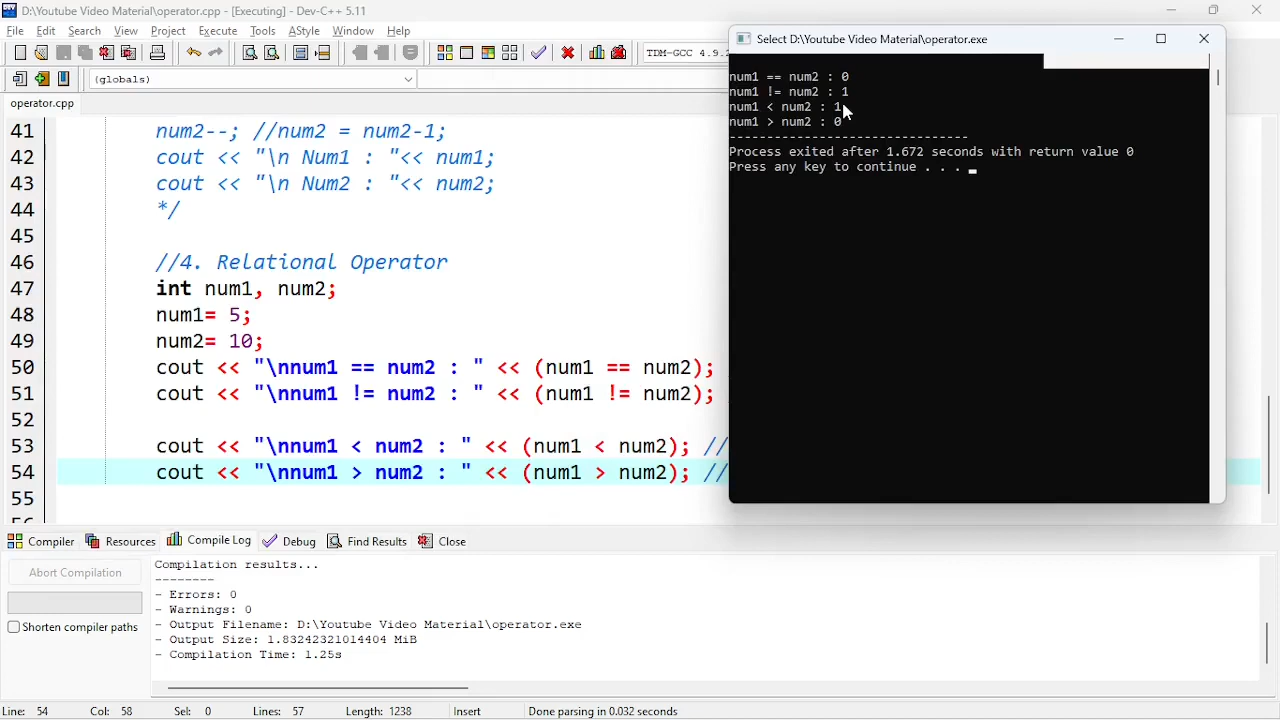 D:\Youtube Video Material\operator.cpp - [Executing] - Dev-C++ 5.11
File Edit Search View Project Execute Tools AStyle Window Help
TDM-GCC 4.9.2
(globals)
operator.cpp
41 num2--; //num2 = num2-1;
42 cout << "\n Num1 : "<< num1;
43 cout << "\n Num2 : "<< num2;
44 */
45
46 //4. Relational Operator
47 int num1, num2;
48 num1= 5;
49 num2= 10;
50 cout << "\nnum1 == num2 : " << (num1 == num2);
51 cout << "\nnum1 != num2 : " << (num1 != num2);
52
53 cout << "\nnum1 < num2 : " << (num1 < num2); //
54 cout << "\nnum1 > num2 : " << (num1 > num2); //
55
Select D:\Youtube Video Material\operator.exe
num1 == num2 : 0
num1 != num2 : 1
num1 < num2 : 1
num1 > num2 : 0
--------------------------------
Process exited after 1.672 seconds with return value 0
Press any key to continue . . .
Compiler Resources Compile Log Debug Find Results Close
Abort Compilation
Shorten compiler paths
Compilation results...
--------
- Errors: 0
- Warnings: 0
- Output Filename: D:\Youtube Video Material\operator.exe
- Output Size: 1.83242321014404 MiB
- Compilation Time: 1.25s
Line: 54 Col: 58 Sel: 0 Lines: 57 Length: 1238 Insert Done parsing in 0.032 seconds